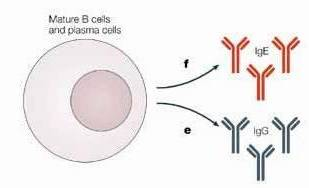 Mature B cells
and plasma cells
f
IgE
e
IgG